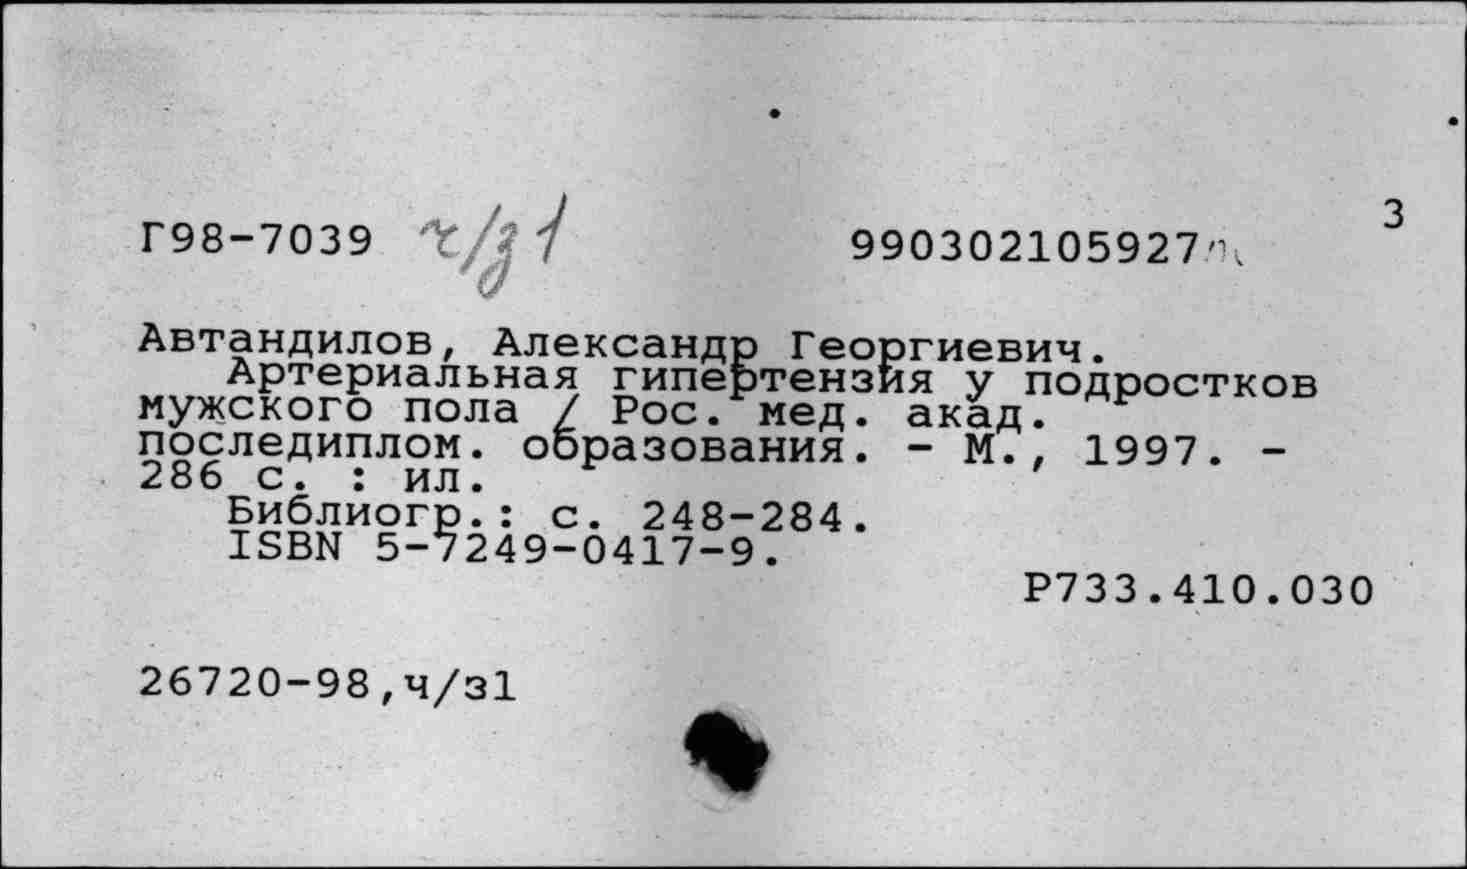 3
Г98-7039 ч/з1 990302105927
Автандилов, Александр Георгиевич.
Артериальная гипертензия у подростков
мужского пола / Рос. мед. акад.
последиплом. образования. - М., 1997. -
286 с. : ил.
Библиогр.: с. 248-284.
ISBN 5-7249-0417-9.
Р733.410.030
26720-98,ч/з1